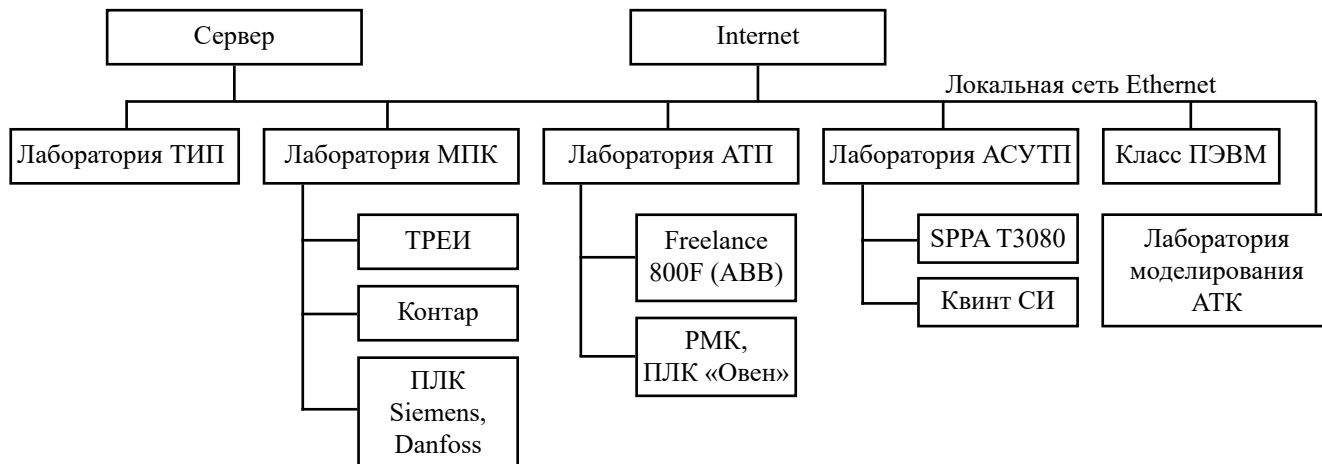 Сервер
Internet
Локальная сеть Ethernet
Лаборатория ТИП
Лаборатория МПК
Лаборатория АТП
Лаборатория АСУТП
Класс ПЭВМ
ТРЕИ
Контар
ПЛК
Siemens,
Danfoss
Freelance
800F (ABB)
РМК,
ПЛК «Овен»
SPPA T3080
Квинт СИ
Лаборатория
моделирования
АТК